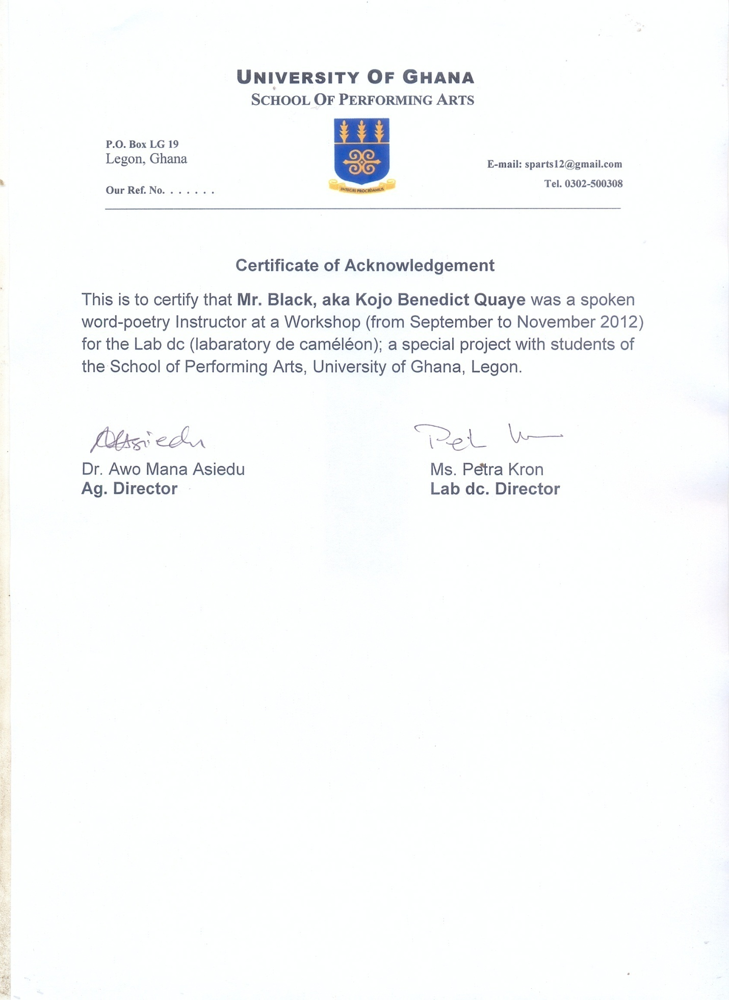 UNIVERSITY OF GHANA
SCHOOL OF PERFORMING ARTS
P.O. Box LG 19
Legon, Ghana
E-mail: sparts12@gmail.com
Tel. 0302-500308
Our Ref. No. . . . . . .
INTEGRI PROCEDAMUS
Certificate of Acknowledgement
This is to certify that Mr. Black, aka Kojo Benedict Quaye was a spoken
word-poetry Instructor at a Workshop (from September to November 2012)
for the Lab dc (labaratory de caméléon); a special project with students of
the School of Performing Arts, University of Ghana, Legon.
Asiedu
Dr. Awo Mana Asiedu
Ag. Director
Ms. Petra Kron
Lab dc. Director